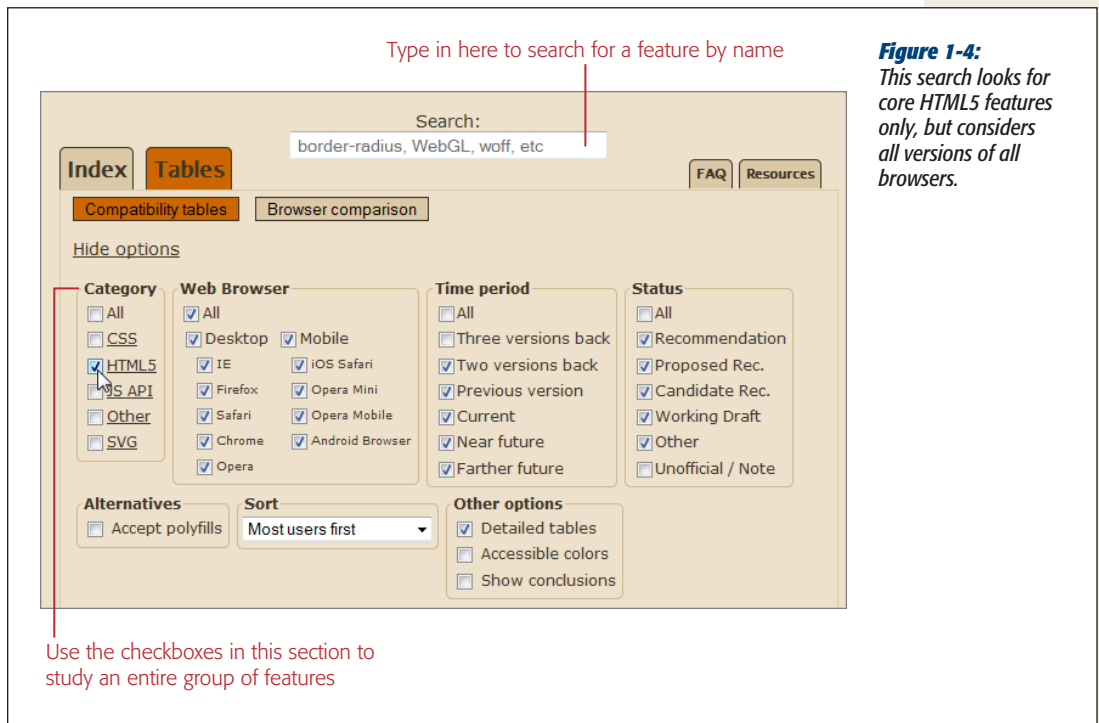 Type in here to search for a feature by name
Figure 1-4:
This search looks for
core HTML5 features
only, but considers
all versions of all
browsers.
Search:
border-radius, WebGL, woff, etc
Index Tables
FAQ Resources
Compatibility tables Browser comparison
Hide options
Category
All
CSS
HTML5
JS API
Other
SVG
Web Browser
All
Desktop Mobile
IE iOS Safari
Firefox Opera Mini
Safari Opera Mobile
Chrome Android Browser
Opera
Time period
All
Three versions back
Two versions back
Previous version
Current
Near future
Farther future
Status
All
Recommendation
Proposed Rec.
Candidate Rec.
Working Draft
Other
Unofficial / Note
Alternatives
Accept polyfills
Sort
Most users first
Other options
Detailed tables
Accessible colors
Show conclusions
Use the checkboxes in this section to
study an entire group of features